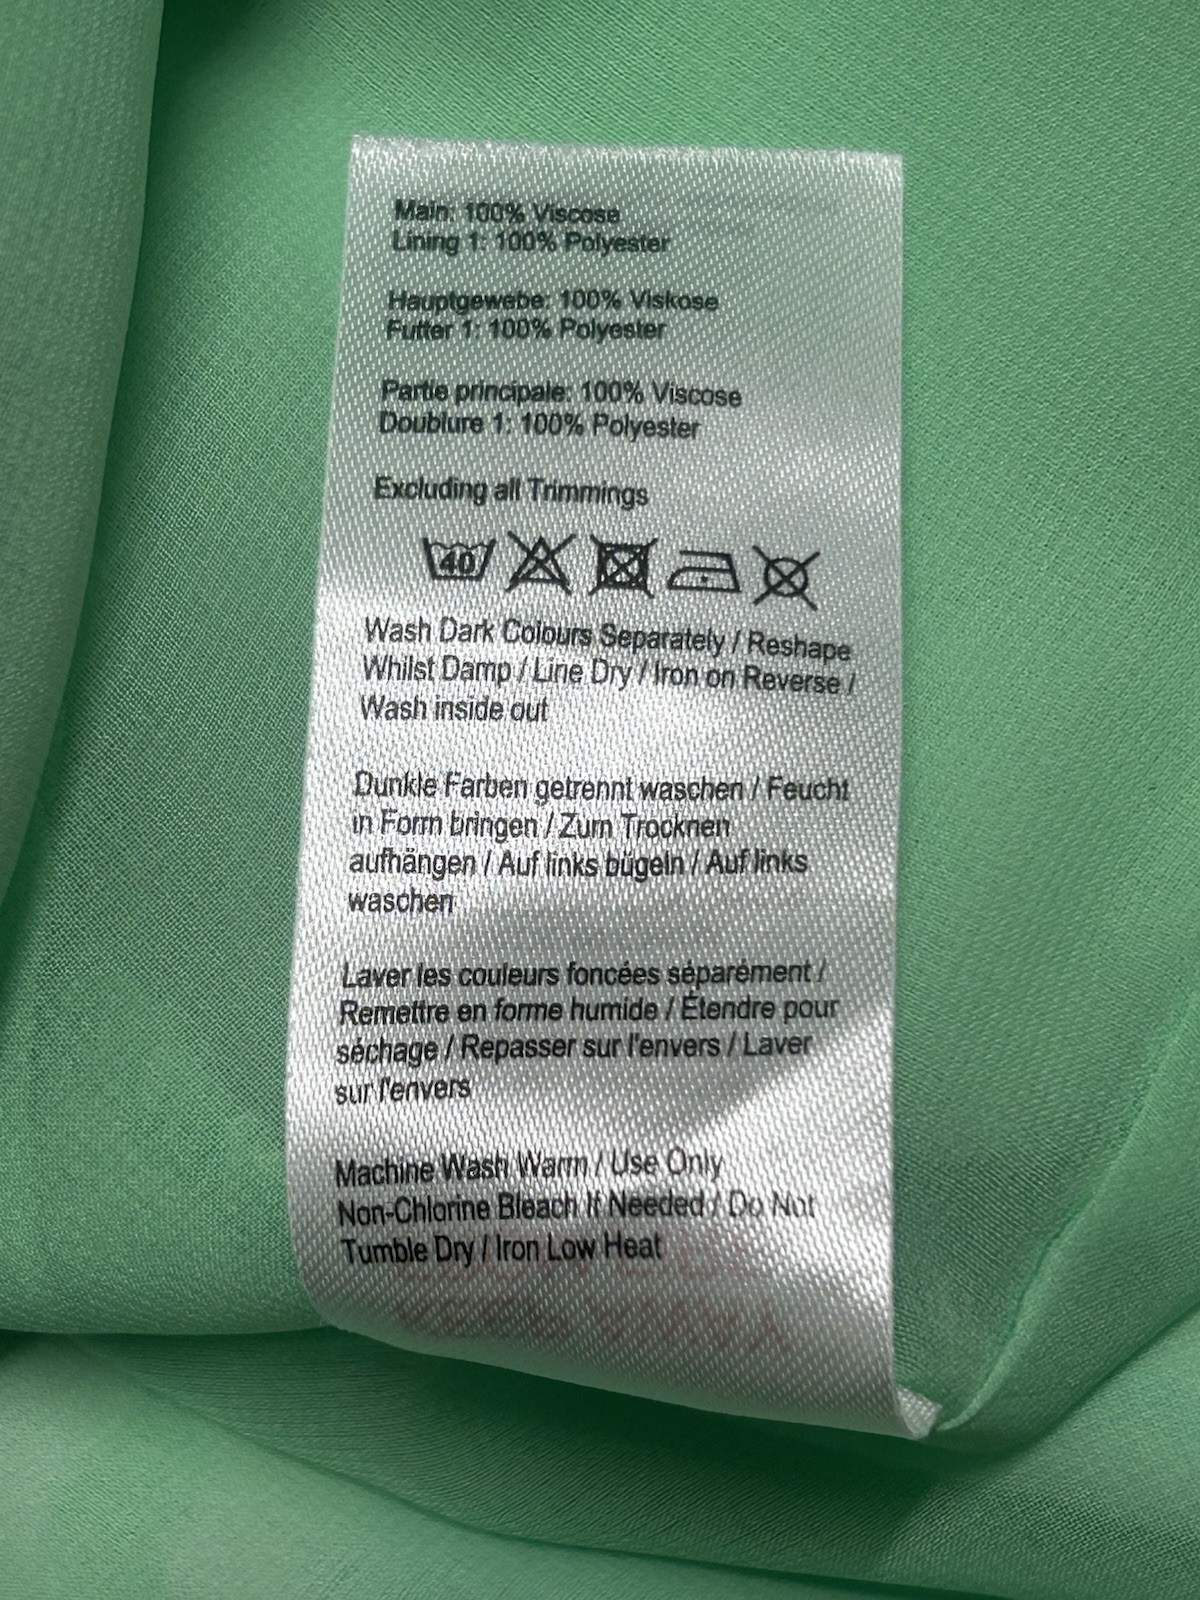 Main: 100% Viscose
Lining 1: 100% Polyester
Hauptgewebe: 100% Viskose
Futter 1: 100% Polyester
Partie principale: 100% Viscose
Doublure 1: 100% Polyester
Excluding all Trimmings
40
Wash Dark Colours Separately / Reshape
Whilst Damp / Line Dry / Iron on Reverse /
Wash inside out
Dunkle Farben getrennt waschen / Feucht
in Form bringen / Zum Trocknen
aufhängen / Auf links bügeln / Auf links
waschen
Laver les couleurs foncées séparément /
Remettre en forme humide / Étendre pour
séchage / Repasser sur l'envers / Laver
sur l'envers
Machine Wash Warm / Use Only
Non-Chlorine Bleach If Needed / Do Not
Tumble Dry / Iron Low Heat